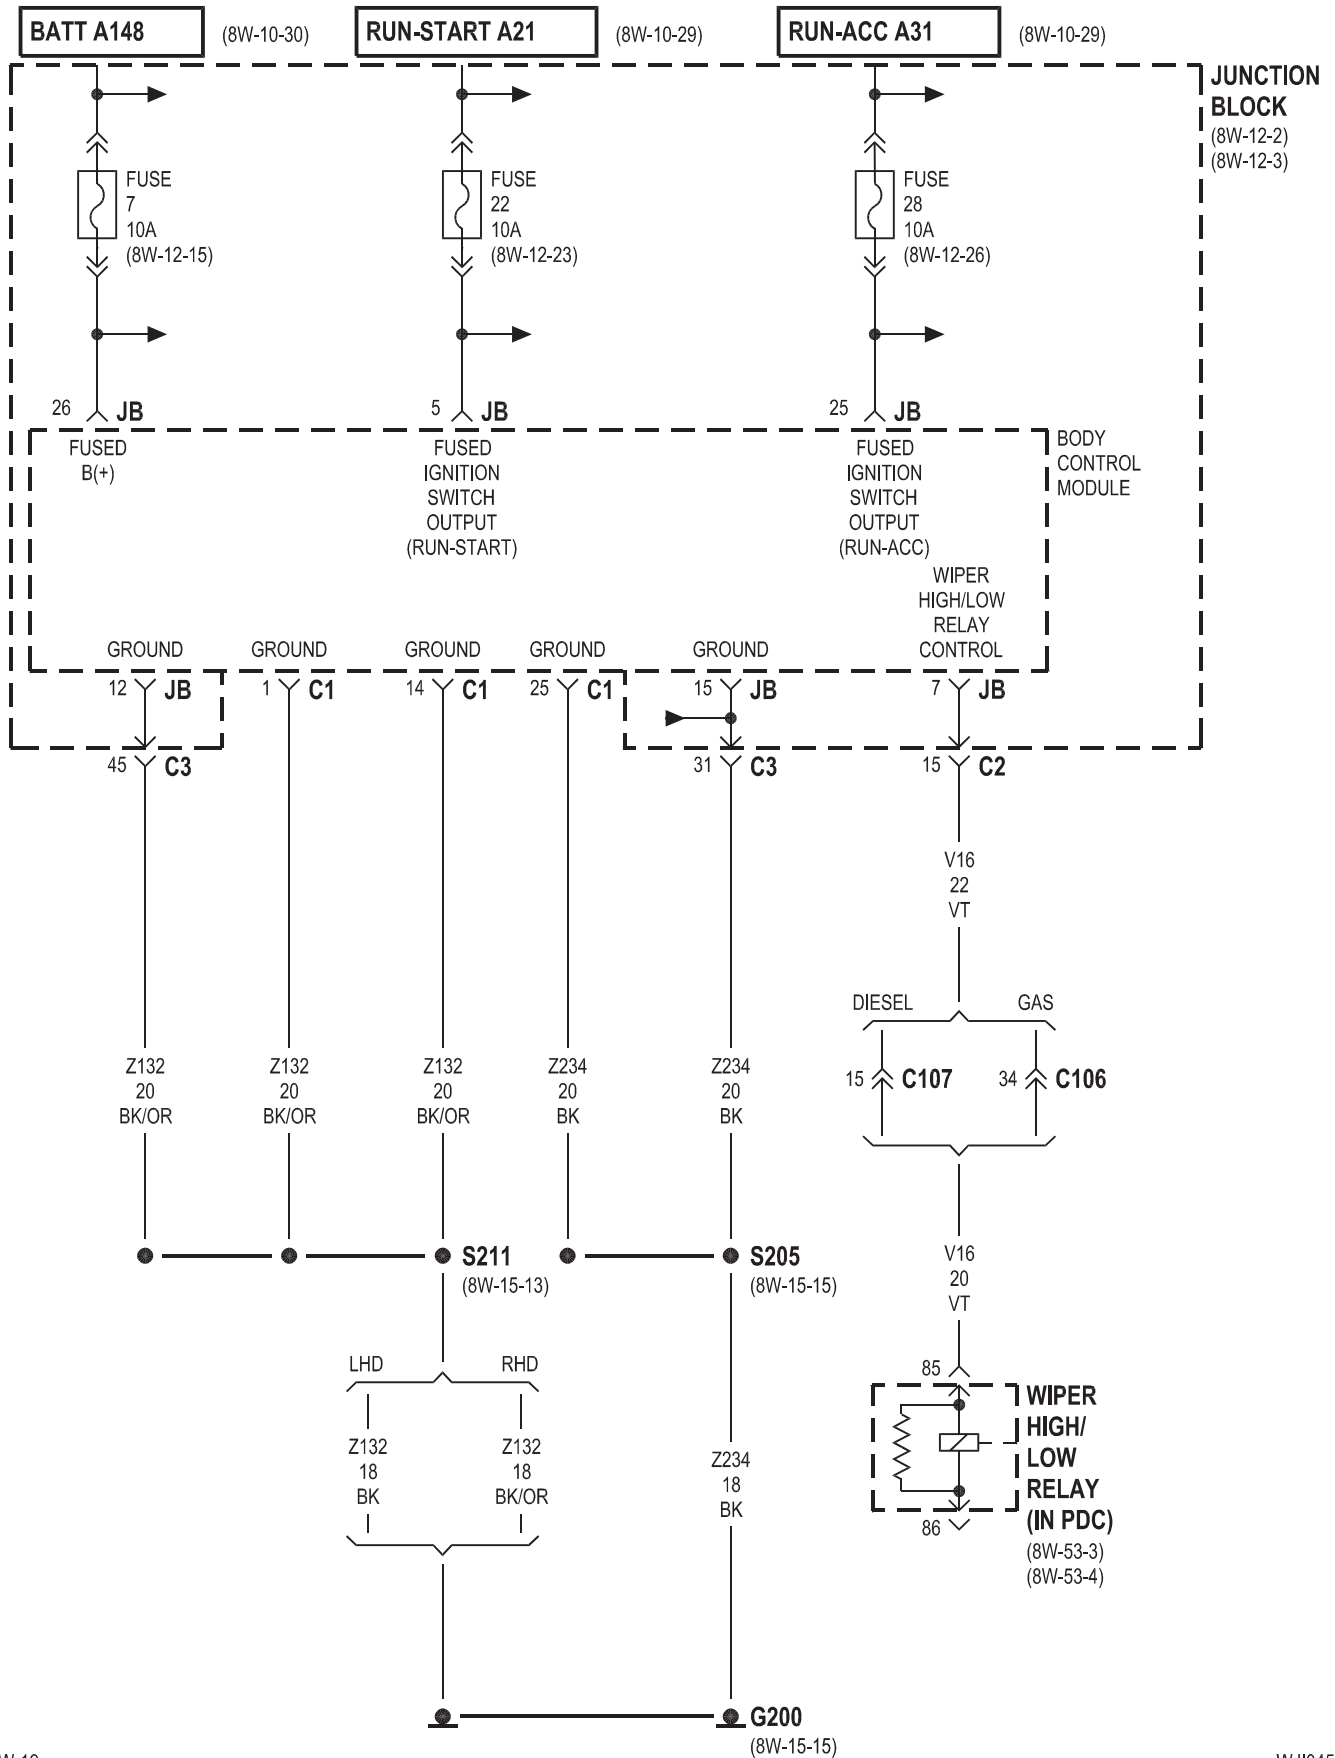 BATT A148 (8W-10-30) RUN-START A21 (8W-10-29) RUN-ACC A31 (8W-10-29)
JUNCTION
BLOCK
(8W-12-2)
(8W-12-3)
FUSE
7
10A
(8W-12-15)
FUSE
22
10A
(8W-12-23)
FUSE
28
10A
(8W-12-26)
26 JB 5 JB 25 JB
BODY
CONTROL
MODULE
FUSED
B(+)
FUSED
IGNITION
SWITCH
OUTPUT
(RUN-START)
FUSED
IGNITION
SWITCH
OUTPUT
(RUN-ACC)
WIPER
HIGH/LOW
RELAY
CONTROL
GROUND GROUND GROUND GROUND GROUND
12 JB 1 C1 14 C1 25 C1 15 JB 7 JB
45 C3 31 C3 15 C2
V16
22
VT
DIESEL GAS
15 C107 34 C106
Z132
20
BK/OR
Z132
20
BK/OR
Z132
20
BK/OR
Z234
20
BK
Z234
20
BK
S211
(8W-15-13)
S205
(8W-15-15)
V16
20
VT
LHD RHD
Z132
18
BK
Z132
18
BK/OR
Z234
18
BK
85
WIPER
HIGH/
LOW
RELAY
(IN PDC)
(8W-53-3)
(8W-53-4)
86
G200
(8W-15-15)